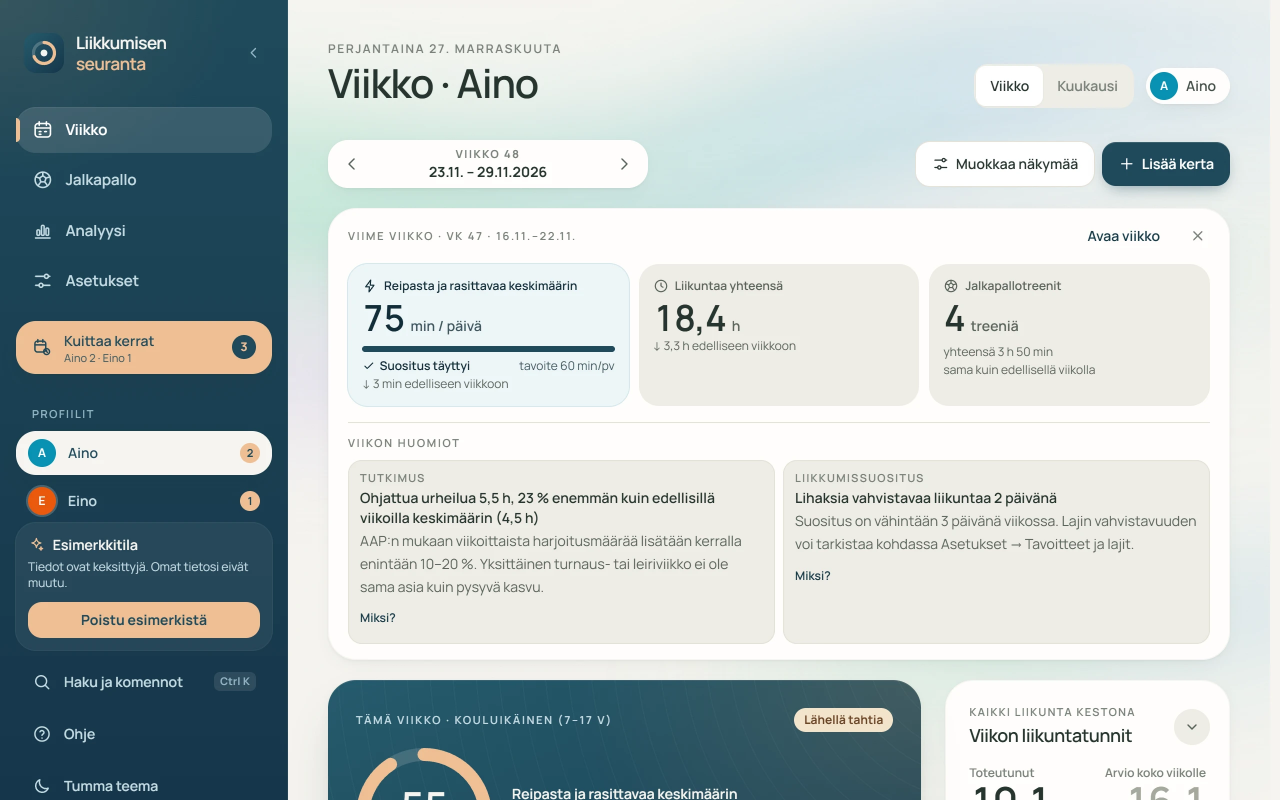 Liikkumisen
seuranta
Viikko
Jalkapallo
Analyysi
Asetukset
Kuittaa kerrat
Aino 2 · Eino 1
3
PROFIILIT
A
Aino
2
E
Eino
1
Esimerkkitila
Tiedot ovat keksittyjä. Omat tietosi eivät
muutu.
Poistu esimerkistä
Haku ja komennot
Ctrl K
Ohje
Tumma teema
PERJANTAINA 27. MARRASKUUTA
Viikko · Aino
Viikko
Kuukausi
A
Aino
VIIKKO 48
23.11. – 29.11.2026
Muokkaa näkymää
+ Lisää kerta
VIIME VIIKKO · VK 47 · 16.11.–22.11.
Avaa viikko
Reipasta ja rasittavaa keskimäärin
75 min / päivä
Suositus täyttyi
tavoite 60 min/pv
↓ 3 min edelliseen viikkoon
Liikuntaa yhteensä
18,4 h
↓ 3,3 h edelliseen viikkoon
Jalkapallotreenit
4 treeniä
yhteensä 3 h 50 min
sama kuin edellisellä viikolla
VIIKON HUOMIOT
TUTKIMUS
Ohjattua urheilua 5,5 h, 23 % enemmän kuin edellisillä
viikoilla keskimäärin (4,5 h)
AAP:n mukaan viikoittaista harjoitusmäärää lisätään kerralla
enintään 10–20 %. Yksittäinen turnaus- tai leiriviikko ei ole
sama asia kuin pysyvä kasvu.
Miksi?
LIIKKUMISSUOSITUS
Lihaksia vahvistavaa liikuntaa 2 päivänä
Suositus on vähintään 3 päivänä viikossa. Lajin vahvistavuuden
voi tarkistaa kohdassa Asetukset → Tavoitteet ja lajit.
Miksi?
TÄMÄ VIIKKO · KOULUIKÄINEN (7–17 V)
Lähellä tahtia
55
Reipasta ja rasittavaa keskimäärin
KAIKKI LIIKUNTA KESTONA
Viikon liikuntatunnit
Toteutunut
Arvio koko viikolle
10,1
16,1